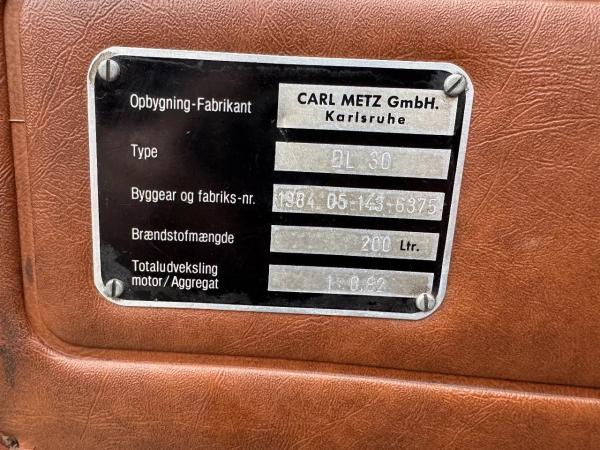 Opbygning-Fabrikant CARL METZ GmbH.
Karlsruhe
Type DL 30
Byggear og fabriks-nr. 1984 05-143-6375
Brændstofmængde 200 Ltr.
Totaludveksling
motor/Aggregat 1: 0.82